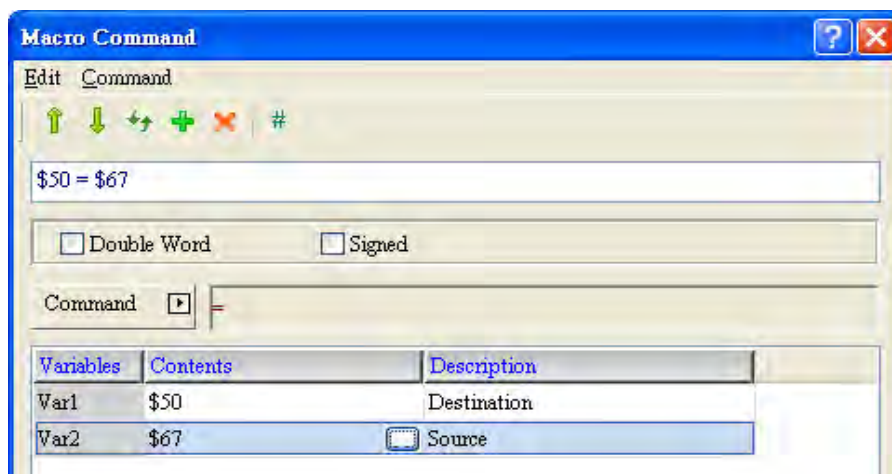 Macro Command
Edit Command
#
$50 = $67
Double Word Signed
Command =
Variables Contents Description
Var1 $50 Destination
Var2 $67 Source